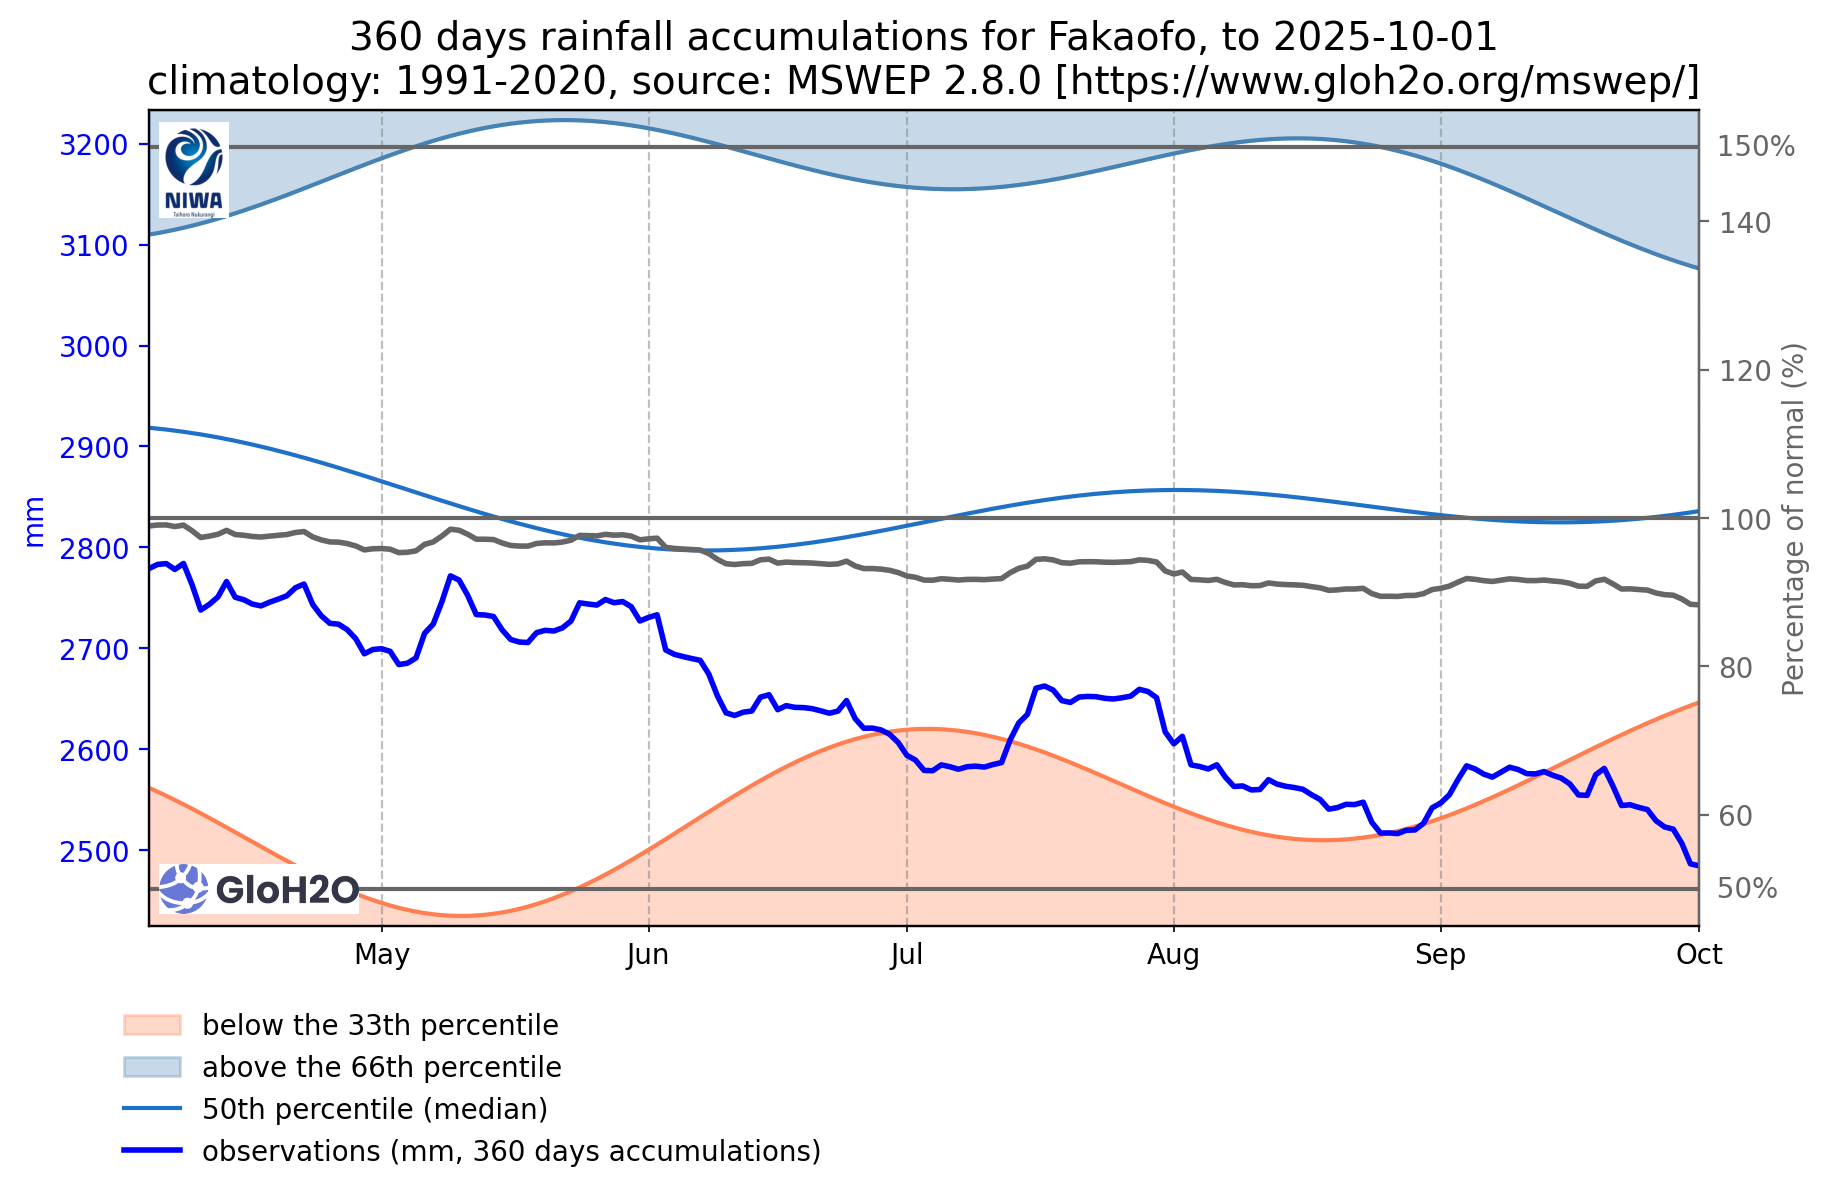 360 days rainfall accumulations for Fakaofo, to 2025-10-01
climatology: 1991-2020, source: MSWEP 2.8.0 [https://www.gloh2o.org/mswep/]
3200
3100
3000
2900
2800
2700
2600
2500
mm
NIWA
Taihoro Nukurangi
GloH2O
150%
140
120
100
80
60
50%
Percentage of normal (%)
May
Jun
Jul
Aug
Sep
Oct
below the 33th percentile
above the 66th percentile
50th percentile (median)
observations (mm, 360 days accumulations)